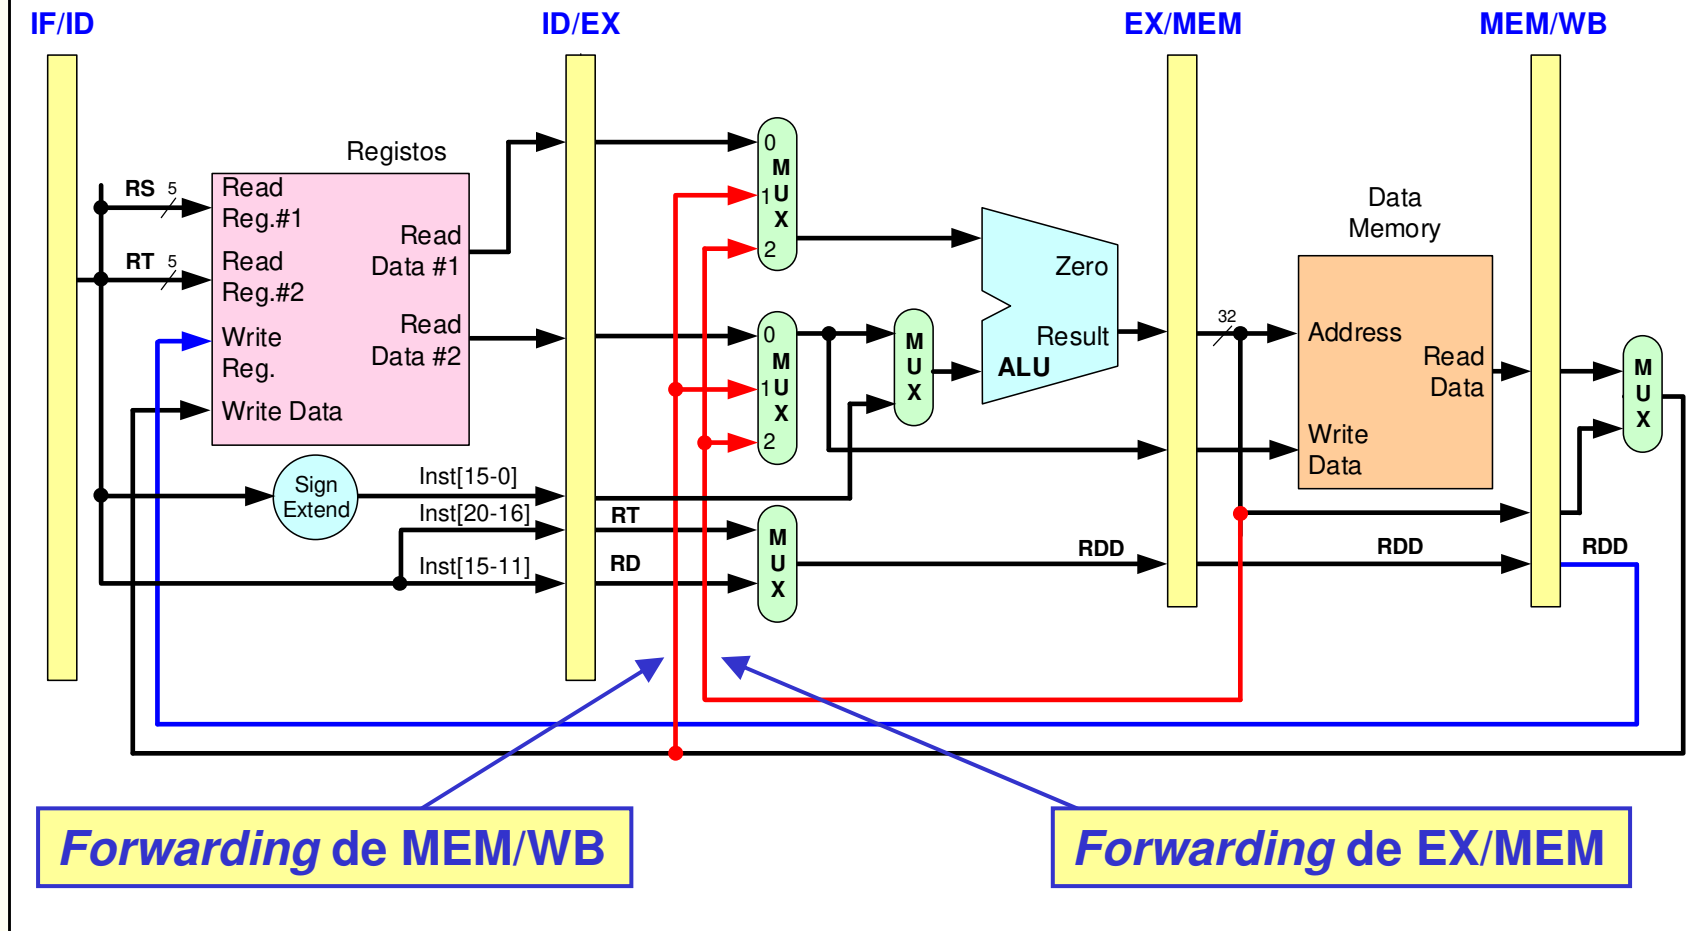 IF/ID
ID/EX
EX/MEM
MEM/WB
Registos
RS
5
Read
Reg.#1
RT
5
Read
Reg.#2
Write
Reg.
Write Data
Read
Data #1
Read
Data #2
Sign
Extend
Inst[15-0]
Inst[20-16]
Inst[15-11]
RT
RD
0
M
1
U
X
2
0
M
1
U
X
2
M
U
X
M
U
X
Zero
Result
ALU
RDD
32
Data
Memory
Address
Read
Data
Write
Data
RDD
M
U
X
RDD
Forwarding de MEM/WB
Forwarding de EX/MEM